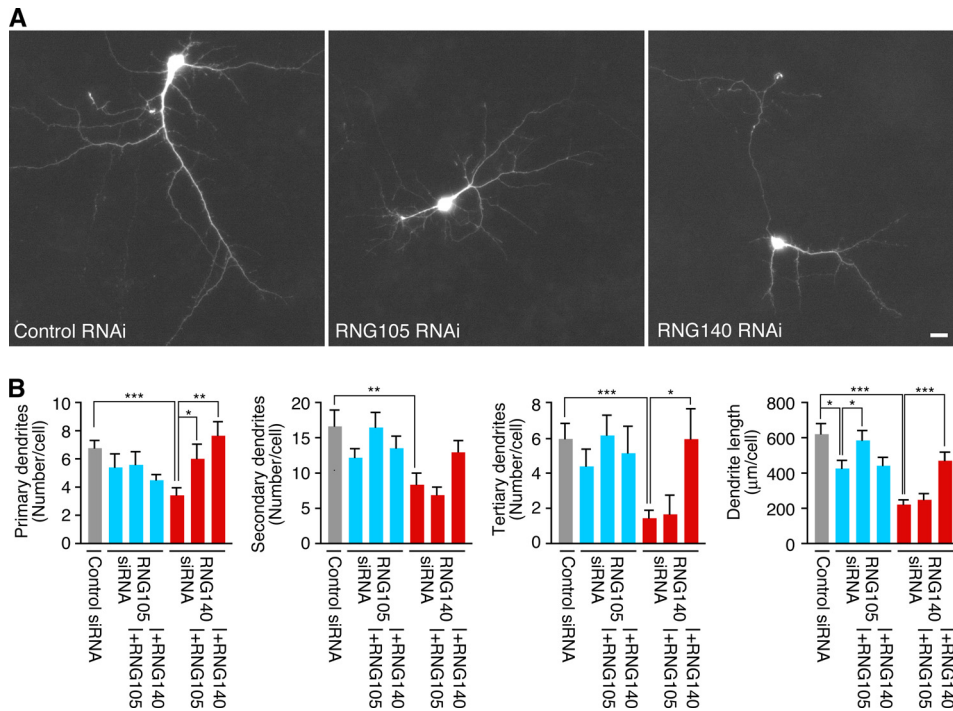 A
Control RNAi
RNG105 RNAi
RNG140 RNAi
B
Primary dendrites
(Number/cell)
10
8
6
4
2
0
***
**
*
Control siRNA
RNG105
siRNA
+RNG105
+RNG140
RNG140
siRNA
+RNG105
+RNG140
Secondary dendrites
(Number/cell)
20
15
10
5
0
**
Control siRNA
RNG105
siRNA
+RNG105
+RNG140
RNG140
siRNA
+RNG105
+RNG140
Tertiary dendrites
(Number/cell)
8
6
4
2
0
***
*
Control siRNA
RNG105
siRNA
+RNG105
+RNG140
RNG140
siRNA
+RNG105
+RNG140
Dendrite length
(μm/cell)
800
600
400
200
0
***
***
*
*
Control siRNA
RNG105
siRNA
+RNG105
+RNG140
RNG140
siRNA
+RNG105
+RNG140